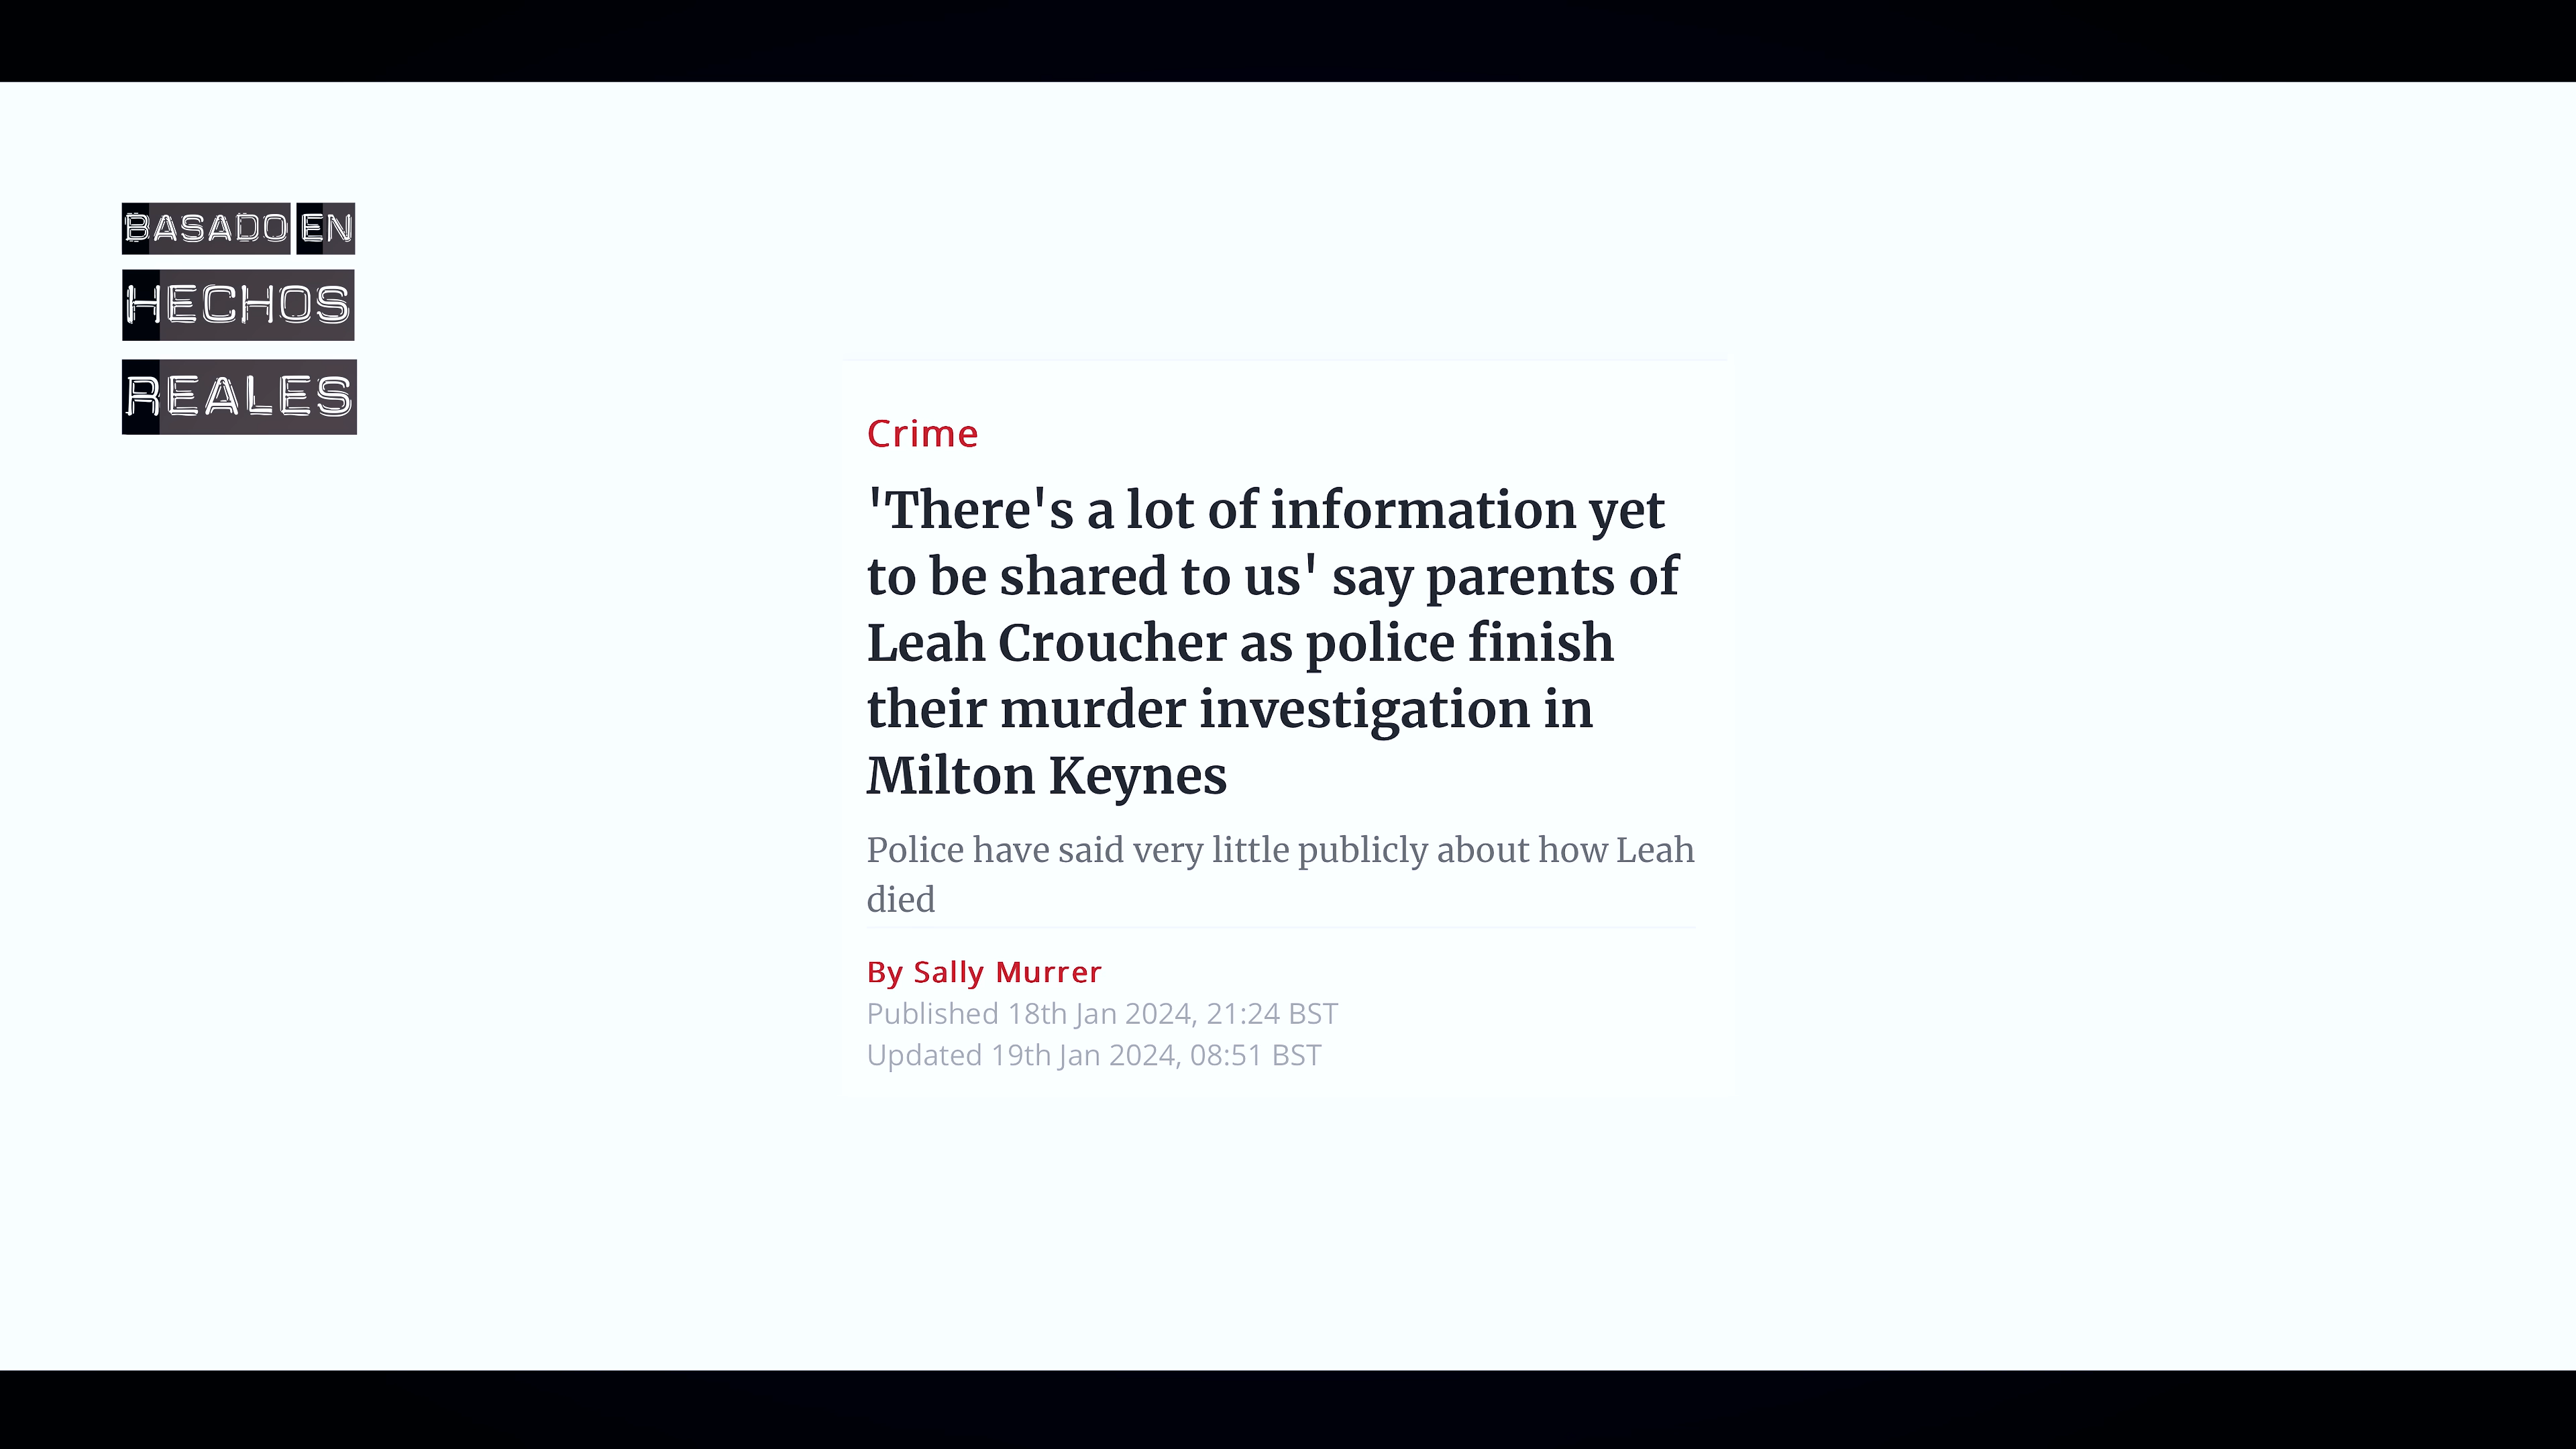 BASADO EN
HECHOS
REALES
Crime
'There's a lot of information yet
to be shared to us' say parents of
Leah Croucher as police finish
their murder investigation in
Milton Keynes
Police have said very little publicly about how Leah
died
By Sally Murrer
Published 18th Jan 2024, 21:24 BST
Updated 19th Jan 2024, 08:51 BST